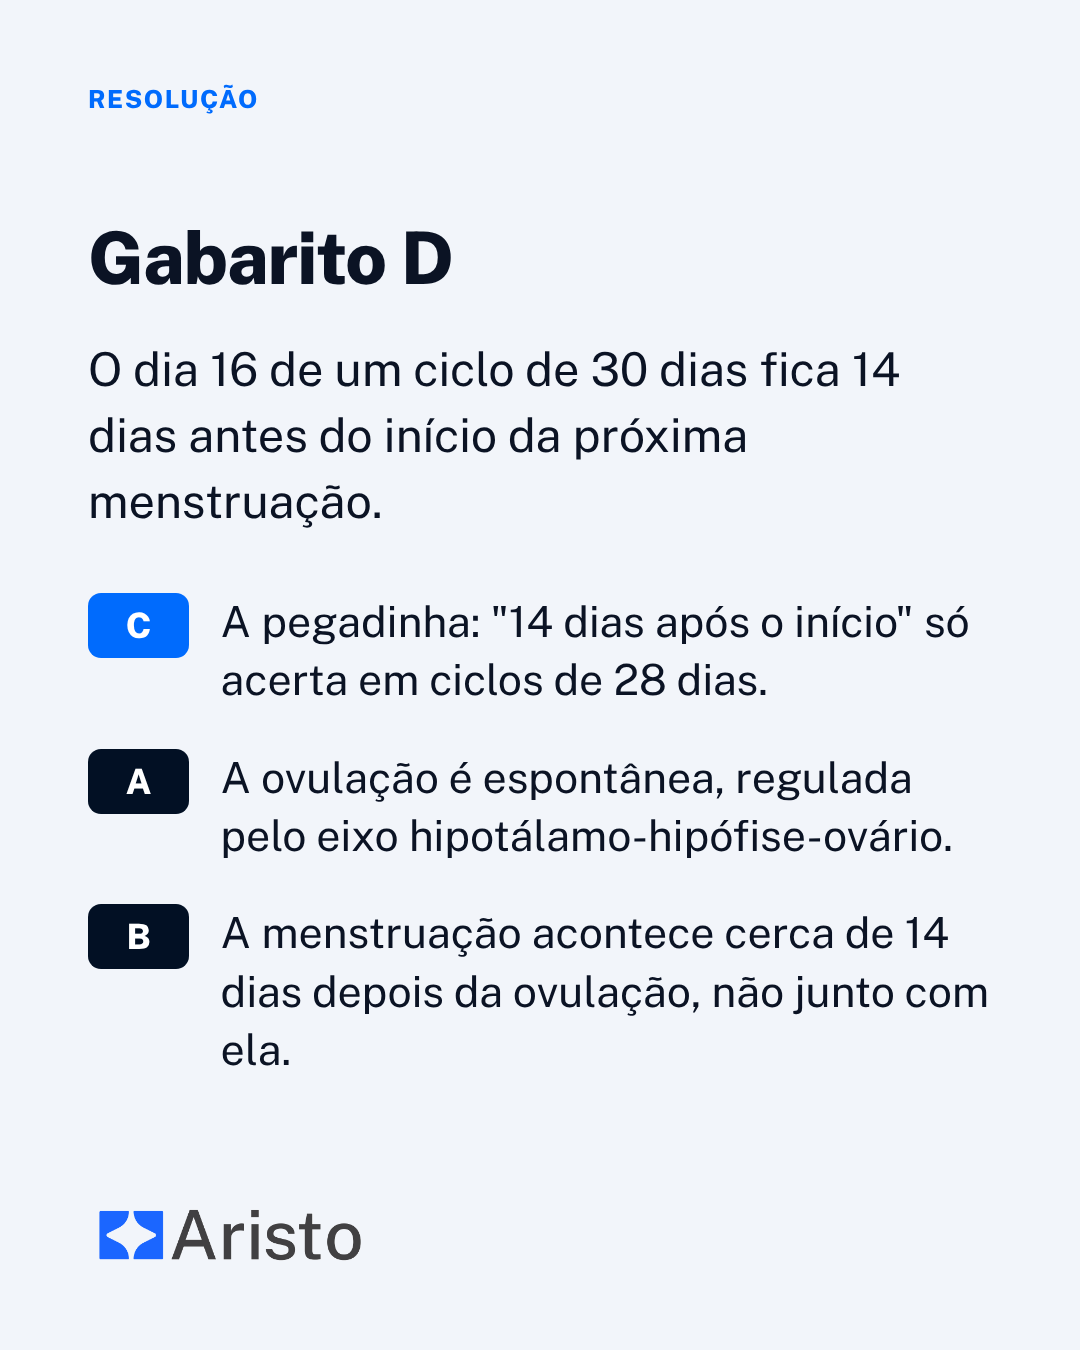 RESOLUÇÃO
Gabarito D
O dia 16 de um ciclo de 30 dias fica 14
dias antes do início da próxima
menstruação.
C
A pegadinha: "14 dias após o início" só
acerta em ciclos de 28 dias.
A
A ovulação é espontânea, regulada
pelo eixo hipotálamo-hipófise-ovário.
B
A menstruação acontece cerca de 14
dias depois da ovulação, não junto com
ela.
Aristo